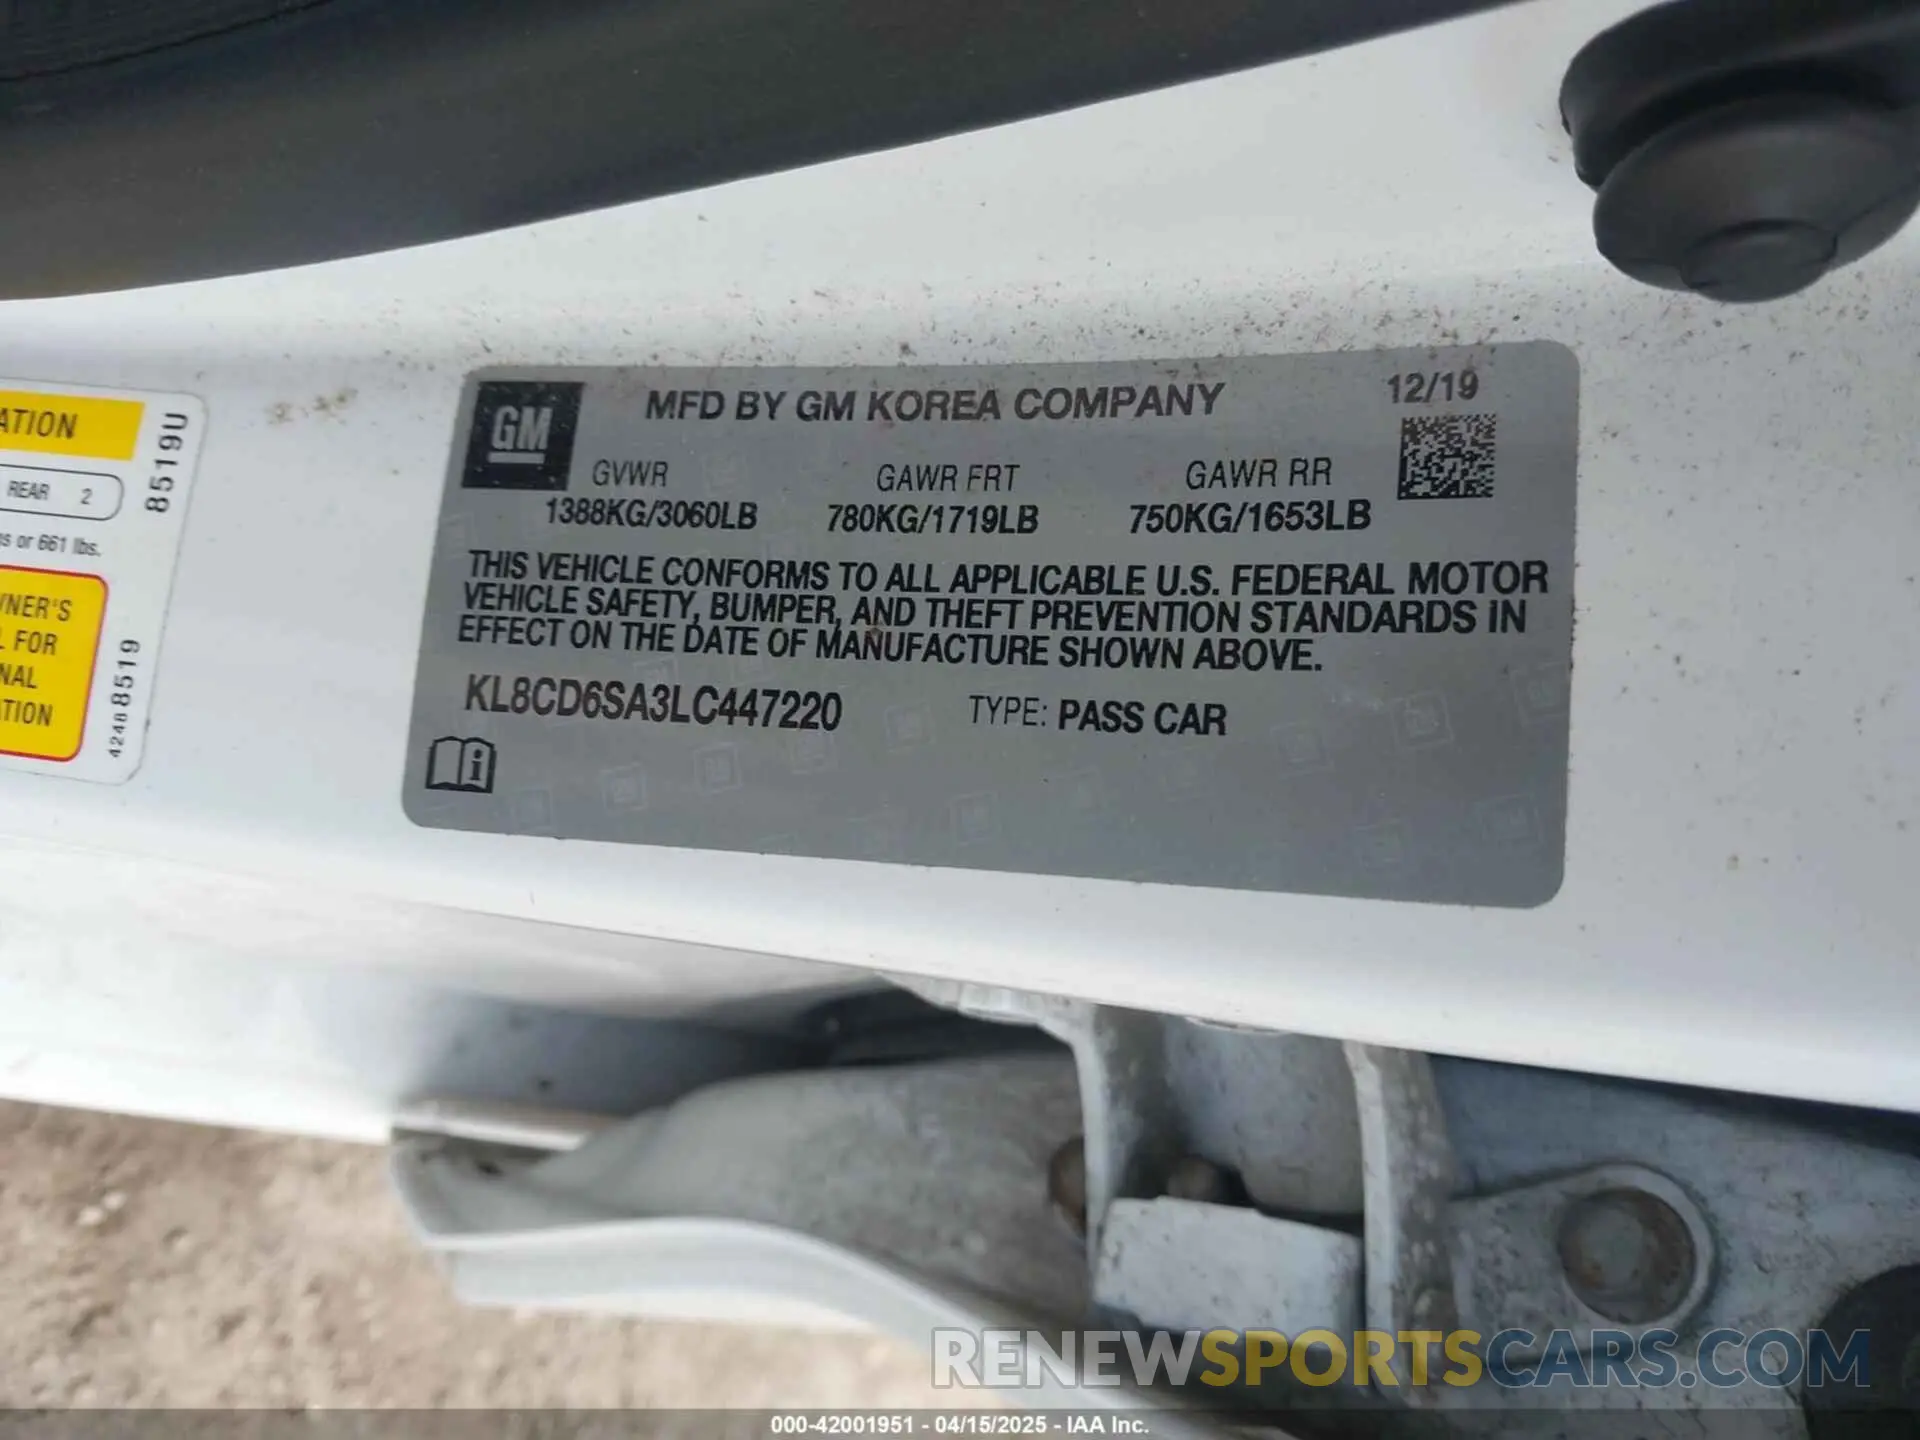 MFD BY GM KOREA COMPANY
12/19
GM
GVWR
GAWR FRT
GAWR RR
1388KG/3060LB
780KG/1719LB
750KG/1653LB
THIS VEHICLE CONFORMS TO ALL APPLICABLE U.S. FEDERAL MOTOR
VEHICLE SAFETY, BUMPER, AND THEFT PREVENTION STANDARDS IN
EFFECT ON THE DATE OF MANUFACTURE SHOWN ABOVE.
KL8CD6SA3LC447220
TYPE: PASS CAR
ATION
REAR 2
or 661 lbs.
NER'S
FOR
NAL
TION
8519U
42488519
RENEWSPORTSCARS.COM
000-42001951 - 04/15/2025 - IAA Inc.